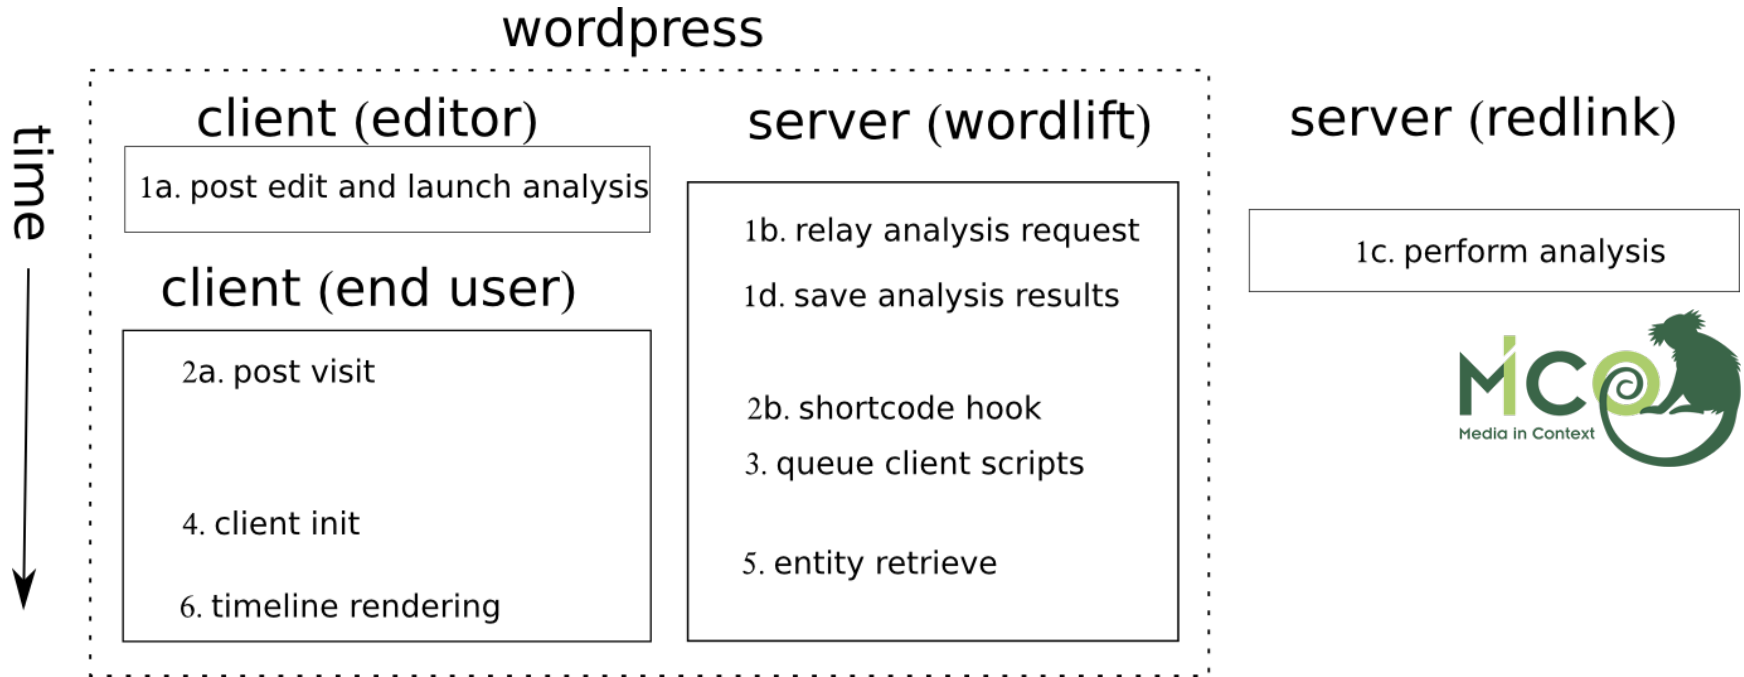 wordpress
time
client (editor)
1a. post edit and launch analysis
client (end user)
2a. post visit
4. client init
6. timeline rendering
server (wordlift)
1b. relay analysis request
1d. save analysis results
2b. shortcode hook
3. queue client scripts
5. entity retrieve
server (redlink)
1c. perform analysis
MICO
Media in Context